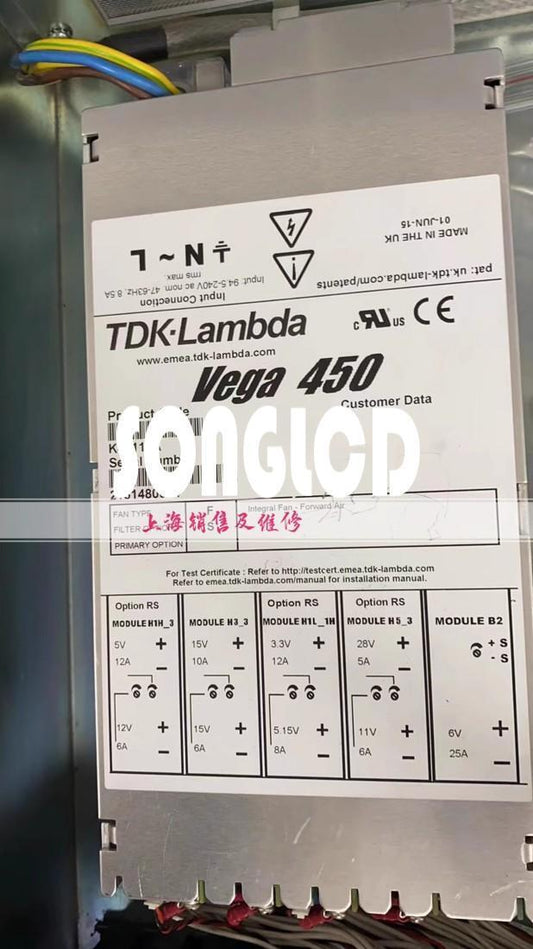 MADE IN THE UK
01-JUN-15
L ~ N
pat: uk.tdk-lambda.com/patents
Input Connection
Input: 94.5-240V ac nom. 47-63Hz, 8.5A
rms max.
TDK·Lambda
www.emea.tdk-lambda.com
c UL US CE
Vega 450
Customer Data
SONGLCD
上海销售及维修
FAN TYPE F Integral Fan - Forward Air
FILTER S
PRIMARY OPTION
For Test Certificate : Refer to http://testcert.emea.tdk-lambda.com
Refer to emea.tdk-lambda.com/manual for installation manual.
Option RS
MODULE H1H_3
5V +
12A −
12V +
6A −
MODULE H3_3
15V +
10A −
15V +
6A −
Option RS
MODULE H1L_1H
3.3V +
12A −
5.15V +
8A −
Option RS
MODULE H5_3
28V +
5A −
11V +
6A −
MODULE B2
+ S
- S
6V +
25A −